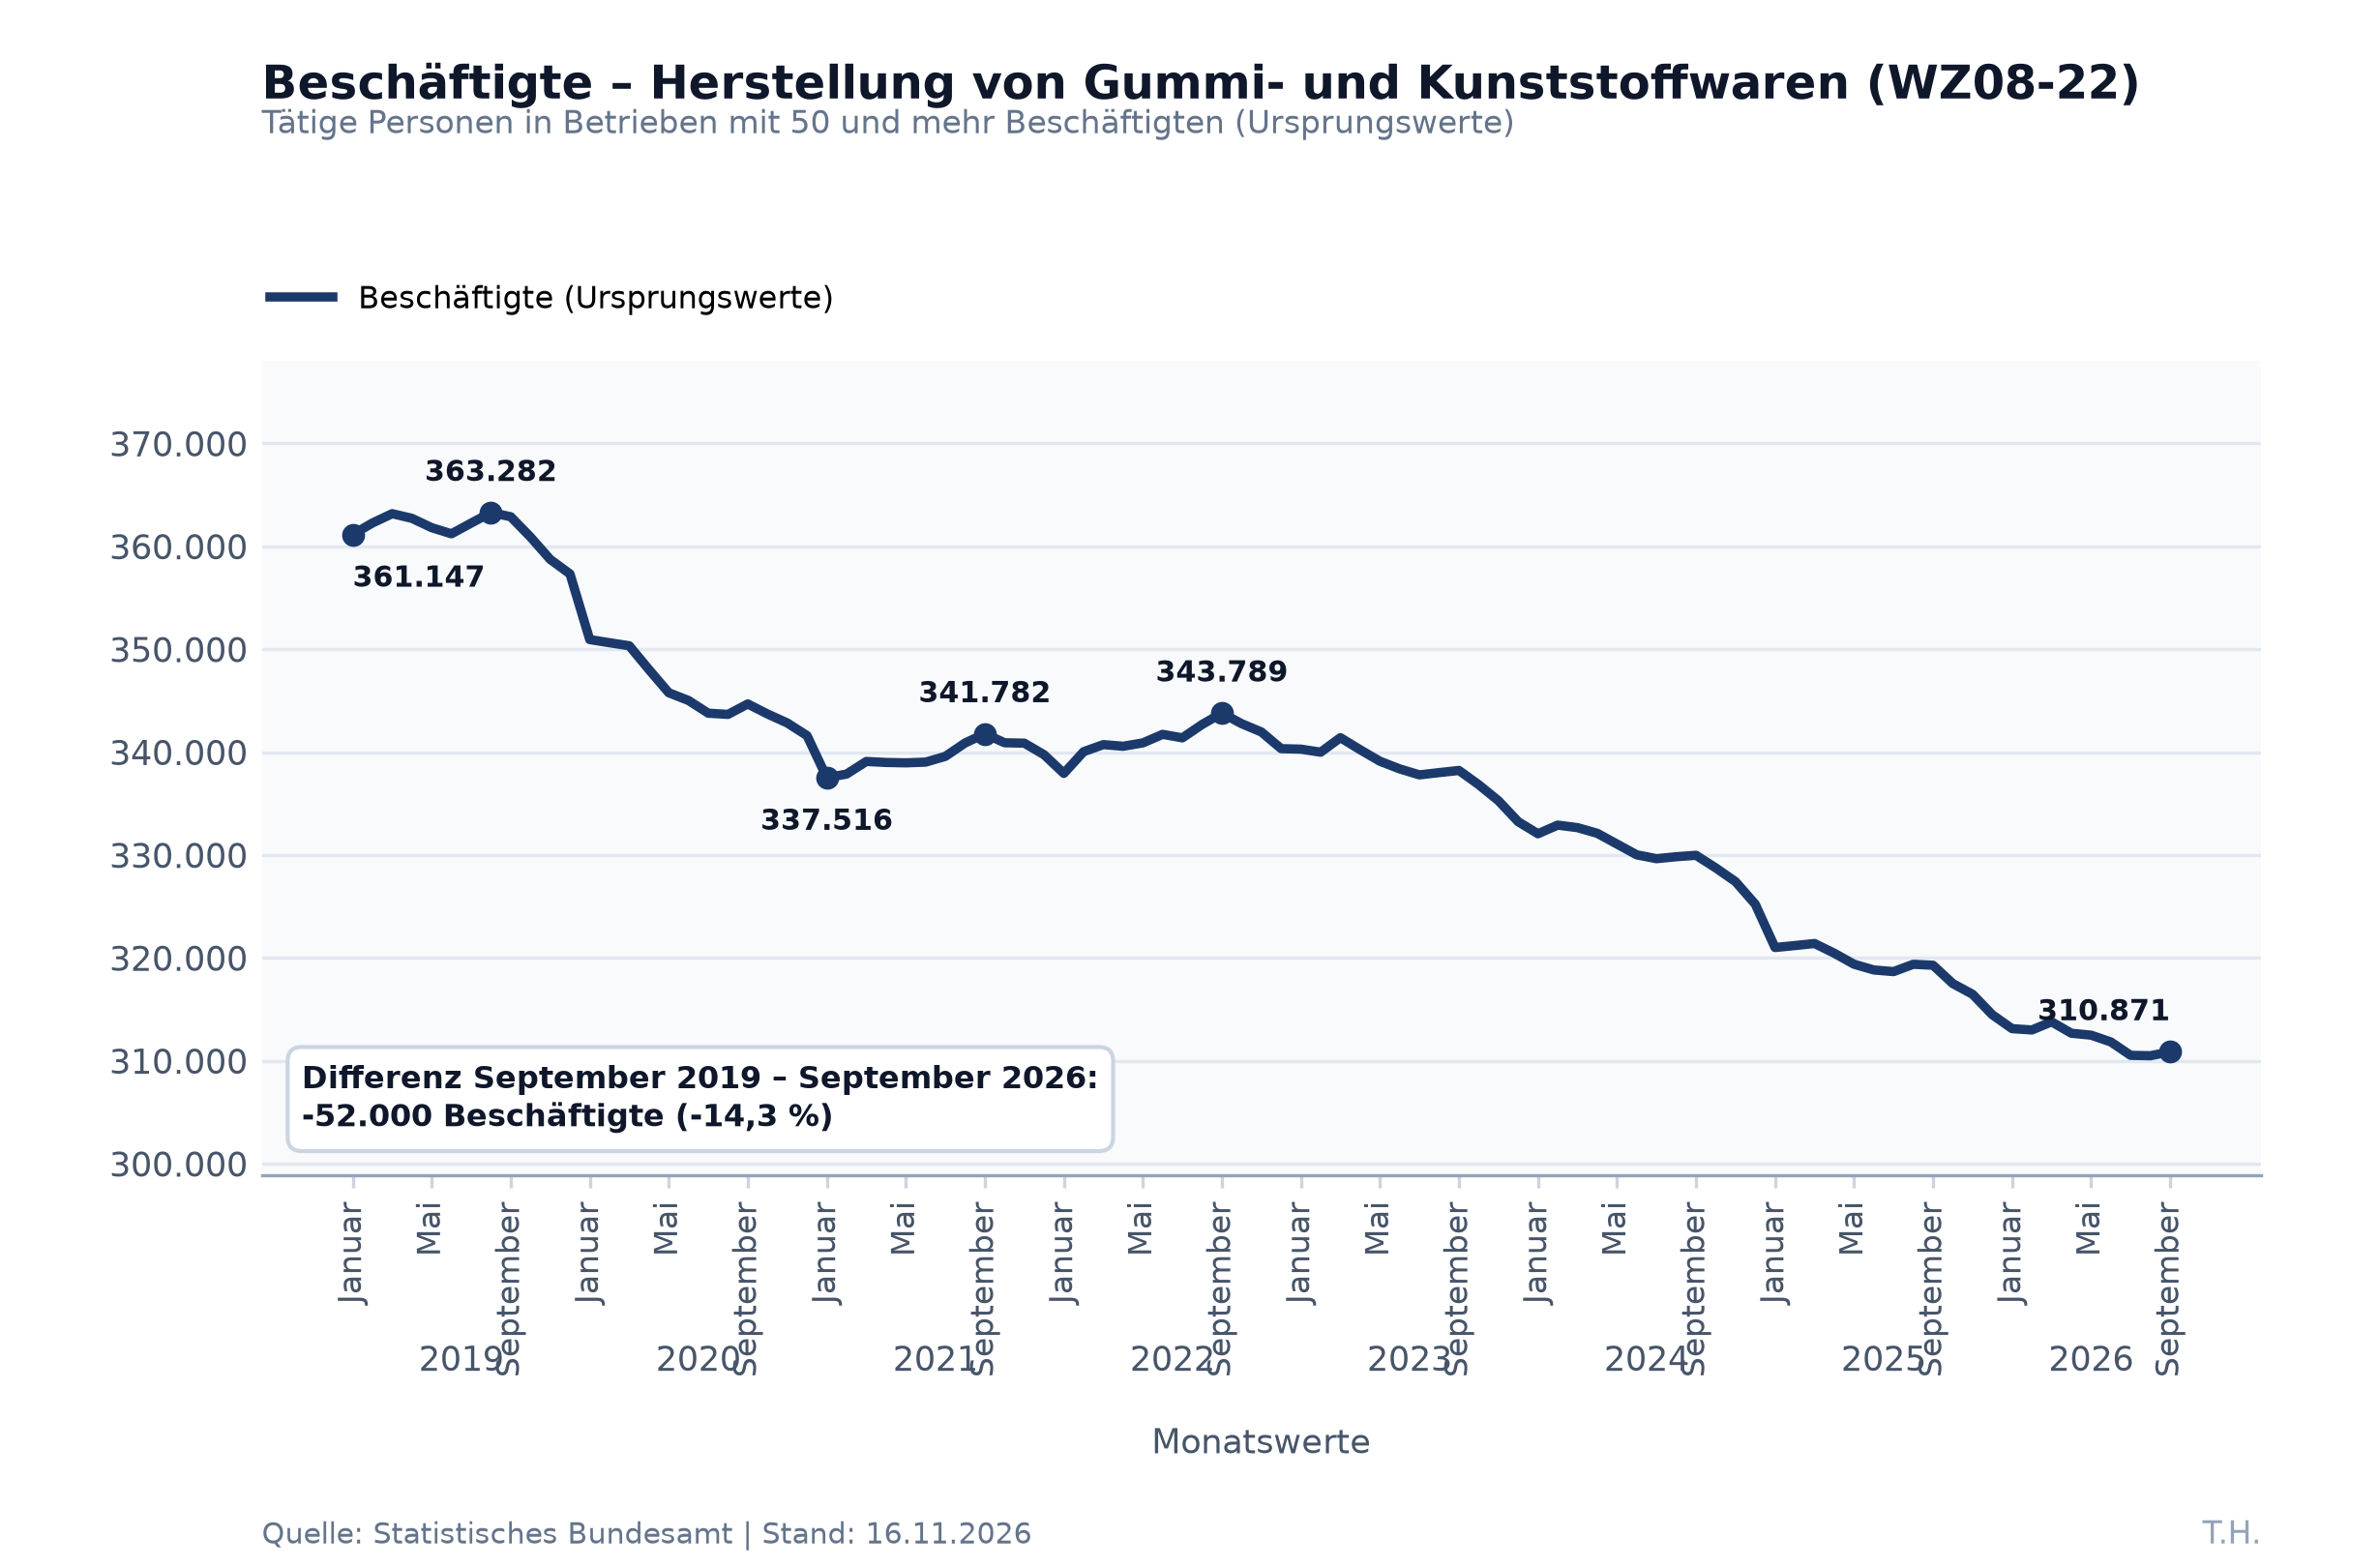 Beschäftigte – Herstellung von Gummi- und Kunststoffwaren (WZ08-22)
Tätige Personen in Betrieben mit 50 und mehr Beschäftigten (Ursprungswerte)
Beschäftigte (Ursprungswerte)
370.000
360.000
350.000
340.000
330.000
320.000
310.000
300.000
363.282
361.147
341.782
343.789
337.516
310.871
Differenz September 2019 – September 2026:
-52.000 Beschäftigte (-14,3 %)
Januar
Mai
September
Januar
Mai
September
Januar
Mai
September
Januar
Mai
September
Januar
Mai
September
Januar
Mai
September
Januar
Mai
September
Januar
Mai
September
2019
2020
2021
2022
2023
2024
2025
2026
Monatswerte
Quelle: Statistisches Bundesamt | Stand: 16.11.2026
T.H.